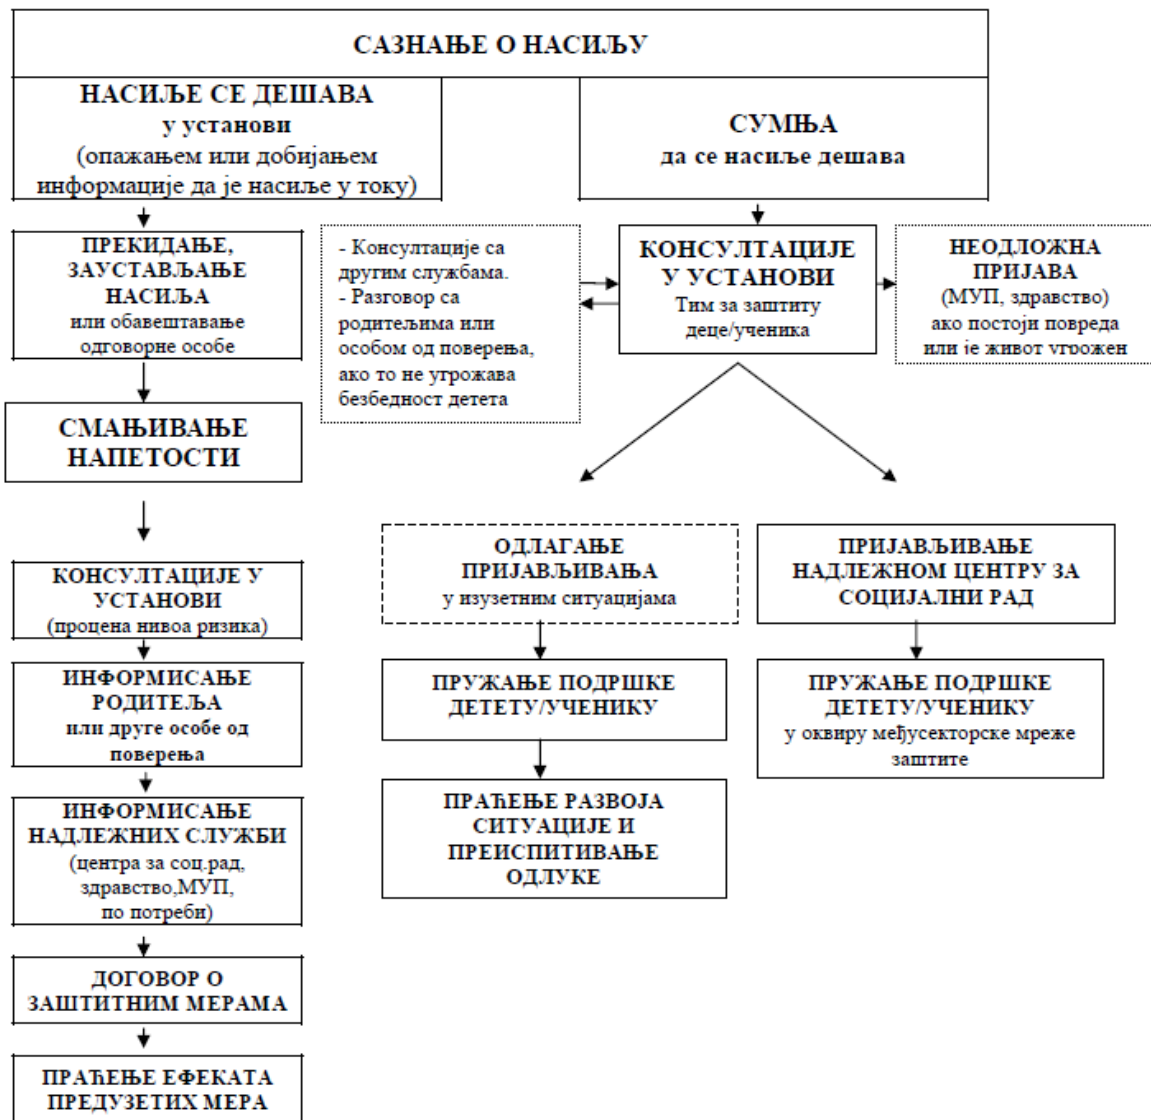 САЗНАЊЕ О НАСИЉУ
НАСИЉЕ СЕ ДЕШАВА
у установи
(опажањем или добијањем
информације да је насиље у току)
СУМЊА
да се насиље дешава
ПРЕКИДАЊЕ,
ЗАУСТАВЉАЊЕ
НАСИЉА
или обавештавање
одговорне особе
- Консултације са
другим службама.
- Разговор са
родитељима или
особом од поверења,
ако то не угрожава
безбедност детета
КОНСУЛТАЦИЈЕ
У УСТАНОВИ
Тим за заштиту
деце/ученика
НЕОДЛОЖНА
ПРИЈАВА
(МУП, здравство)
ако постоји повреда
или је живот угрожен
СМАЊИВАЊЕ
НАПЕТОСТИ
КОНСУЛТАЦИЈЕ У
УСТАНОВИ
(процена нивоа ризика)
ИНФОРМИСАЊЕ
РОДИТЕЉА
или друге особе од
поверења
ИНФОРМИСАЊЕ
НАДЛЕЖНИХ СЛУЖБИ
(центра за соц.рад,
здравство,МУП,
по потреби)
ДОГОВОР О
ЗАШТИТНИМ МЕРАМА
ПРАЋЕЊЕ ЕФЕКАТА
ПРЕДУЗЕТИХ МЕРА
ОДЛАГАЊЕ
ПРИЈАВЉИВАЊА
у изузетним ситуацијама
ПРУЖАЊЕ ПОДРШКЕ
ДЕТЕТУ/УЧЕНИКУ
ПРАЋЕЊЕ РАЗВОЈА
СИТУАЦИЈЕ И
ПРЕИСПИТИВАЊЕ
ОДЛУКЕ
ПРИЈАВЉИВАЊЕ
НАДЛЕЖНОМ ЦЕНТРУ ЗА
СОЦИЈАЛНИ РАД
ПРУЖАЊЕ ПОДРШКЕ
ДЕТЕТУ/УЧЕНИКУ
у оквиру међусекторске мреже
заштите